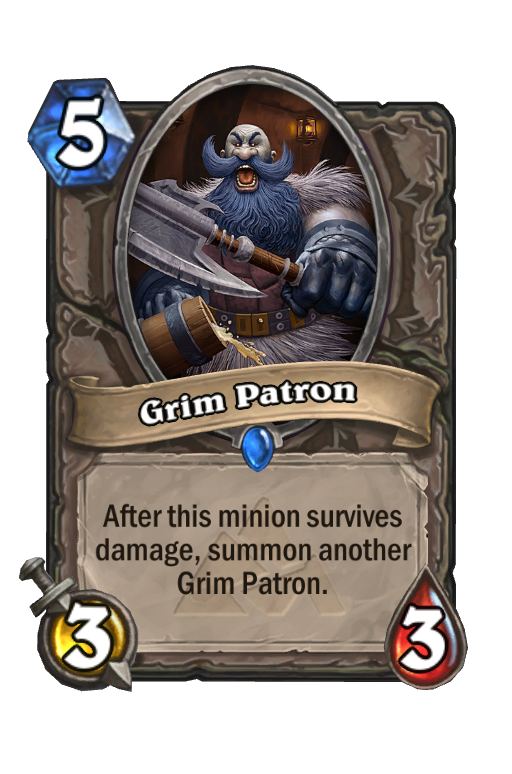 5
Grim Patron
After this minion survives
damage, summon another
Grim Patron.
3
3